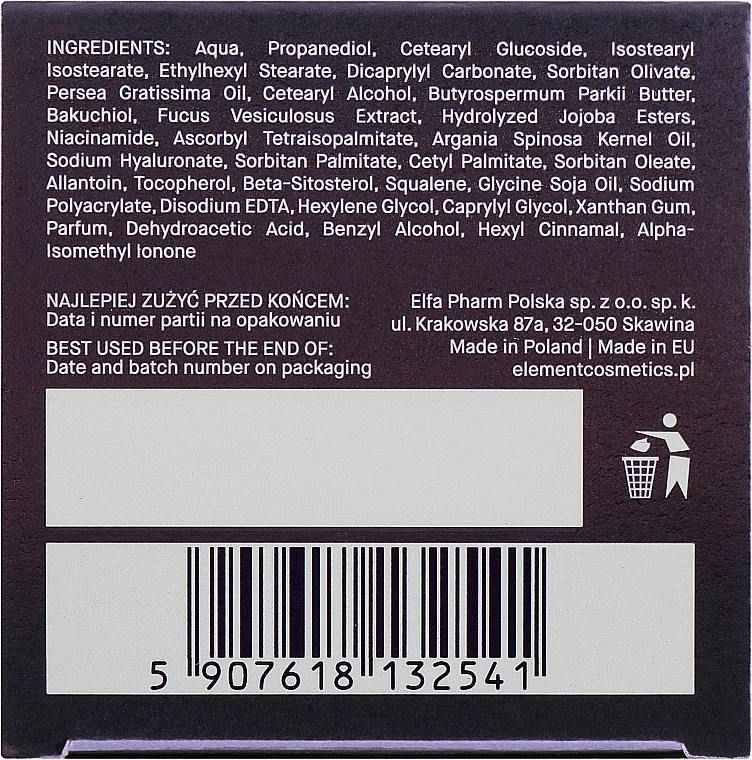 INGREDIENTS: Aqua, Propanediol, Cetearyl Glucoside, Isostearyl
Isostearate, Ethylhexyl Stearate, Dicaprylyl Carbonate, Sorbitan Olivate,
Persea Gratissima Oil, Cetearyl Alcohol, Butyrospermum Parkii Butter,
Bakuchiol, Fucus Vesiculosus Extract, Hydrolyzed Jojoba Esters,
Niacinamide, Ascorbyl Tetraisopalmitate, Argania Spinosa Kernel Oil,
Sodium Hyaluronate, Sorbitan Palmitate, Cetyl Palmitate, Sorbitan Oleate,
Allantoin, Tocopherol, Beta-Sitosterol, Squalene, Glycine Soja Oil, Sodium
Polyacrylate, Disodium EDTA, Hexylene Glycol, Caprylyl Glycol, Xanthan Gum,
Parfum, Dehydroacetic Acid, Benzyl Alcohol, Hexyl Cinnamal, Alpha-
Isomethyl Ionone
NAJLEPIEJ ZUŻYĆ PRZED KOŃCEM:
Data i numer partii na opakowaniu
BEST USED BEFORE THE END OF:
Date and batch number on packaging
Elfa Pharm Polska sp. z o.o. sp. k.
ul. Krakowska 87a, 32-050 Skawina
Made in Poland | Made in EU
elementcosmetics.pl
5 907618 132541